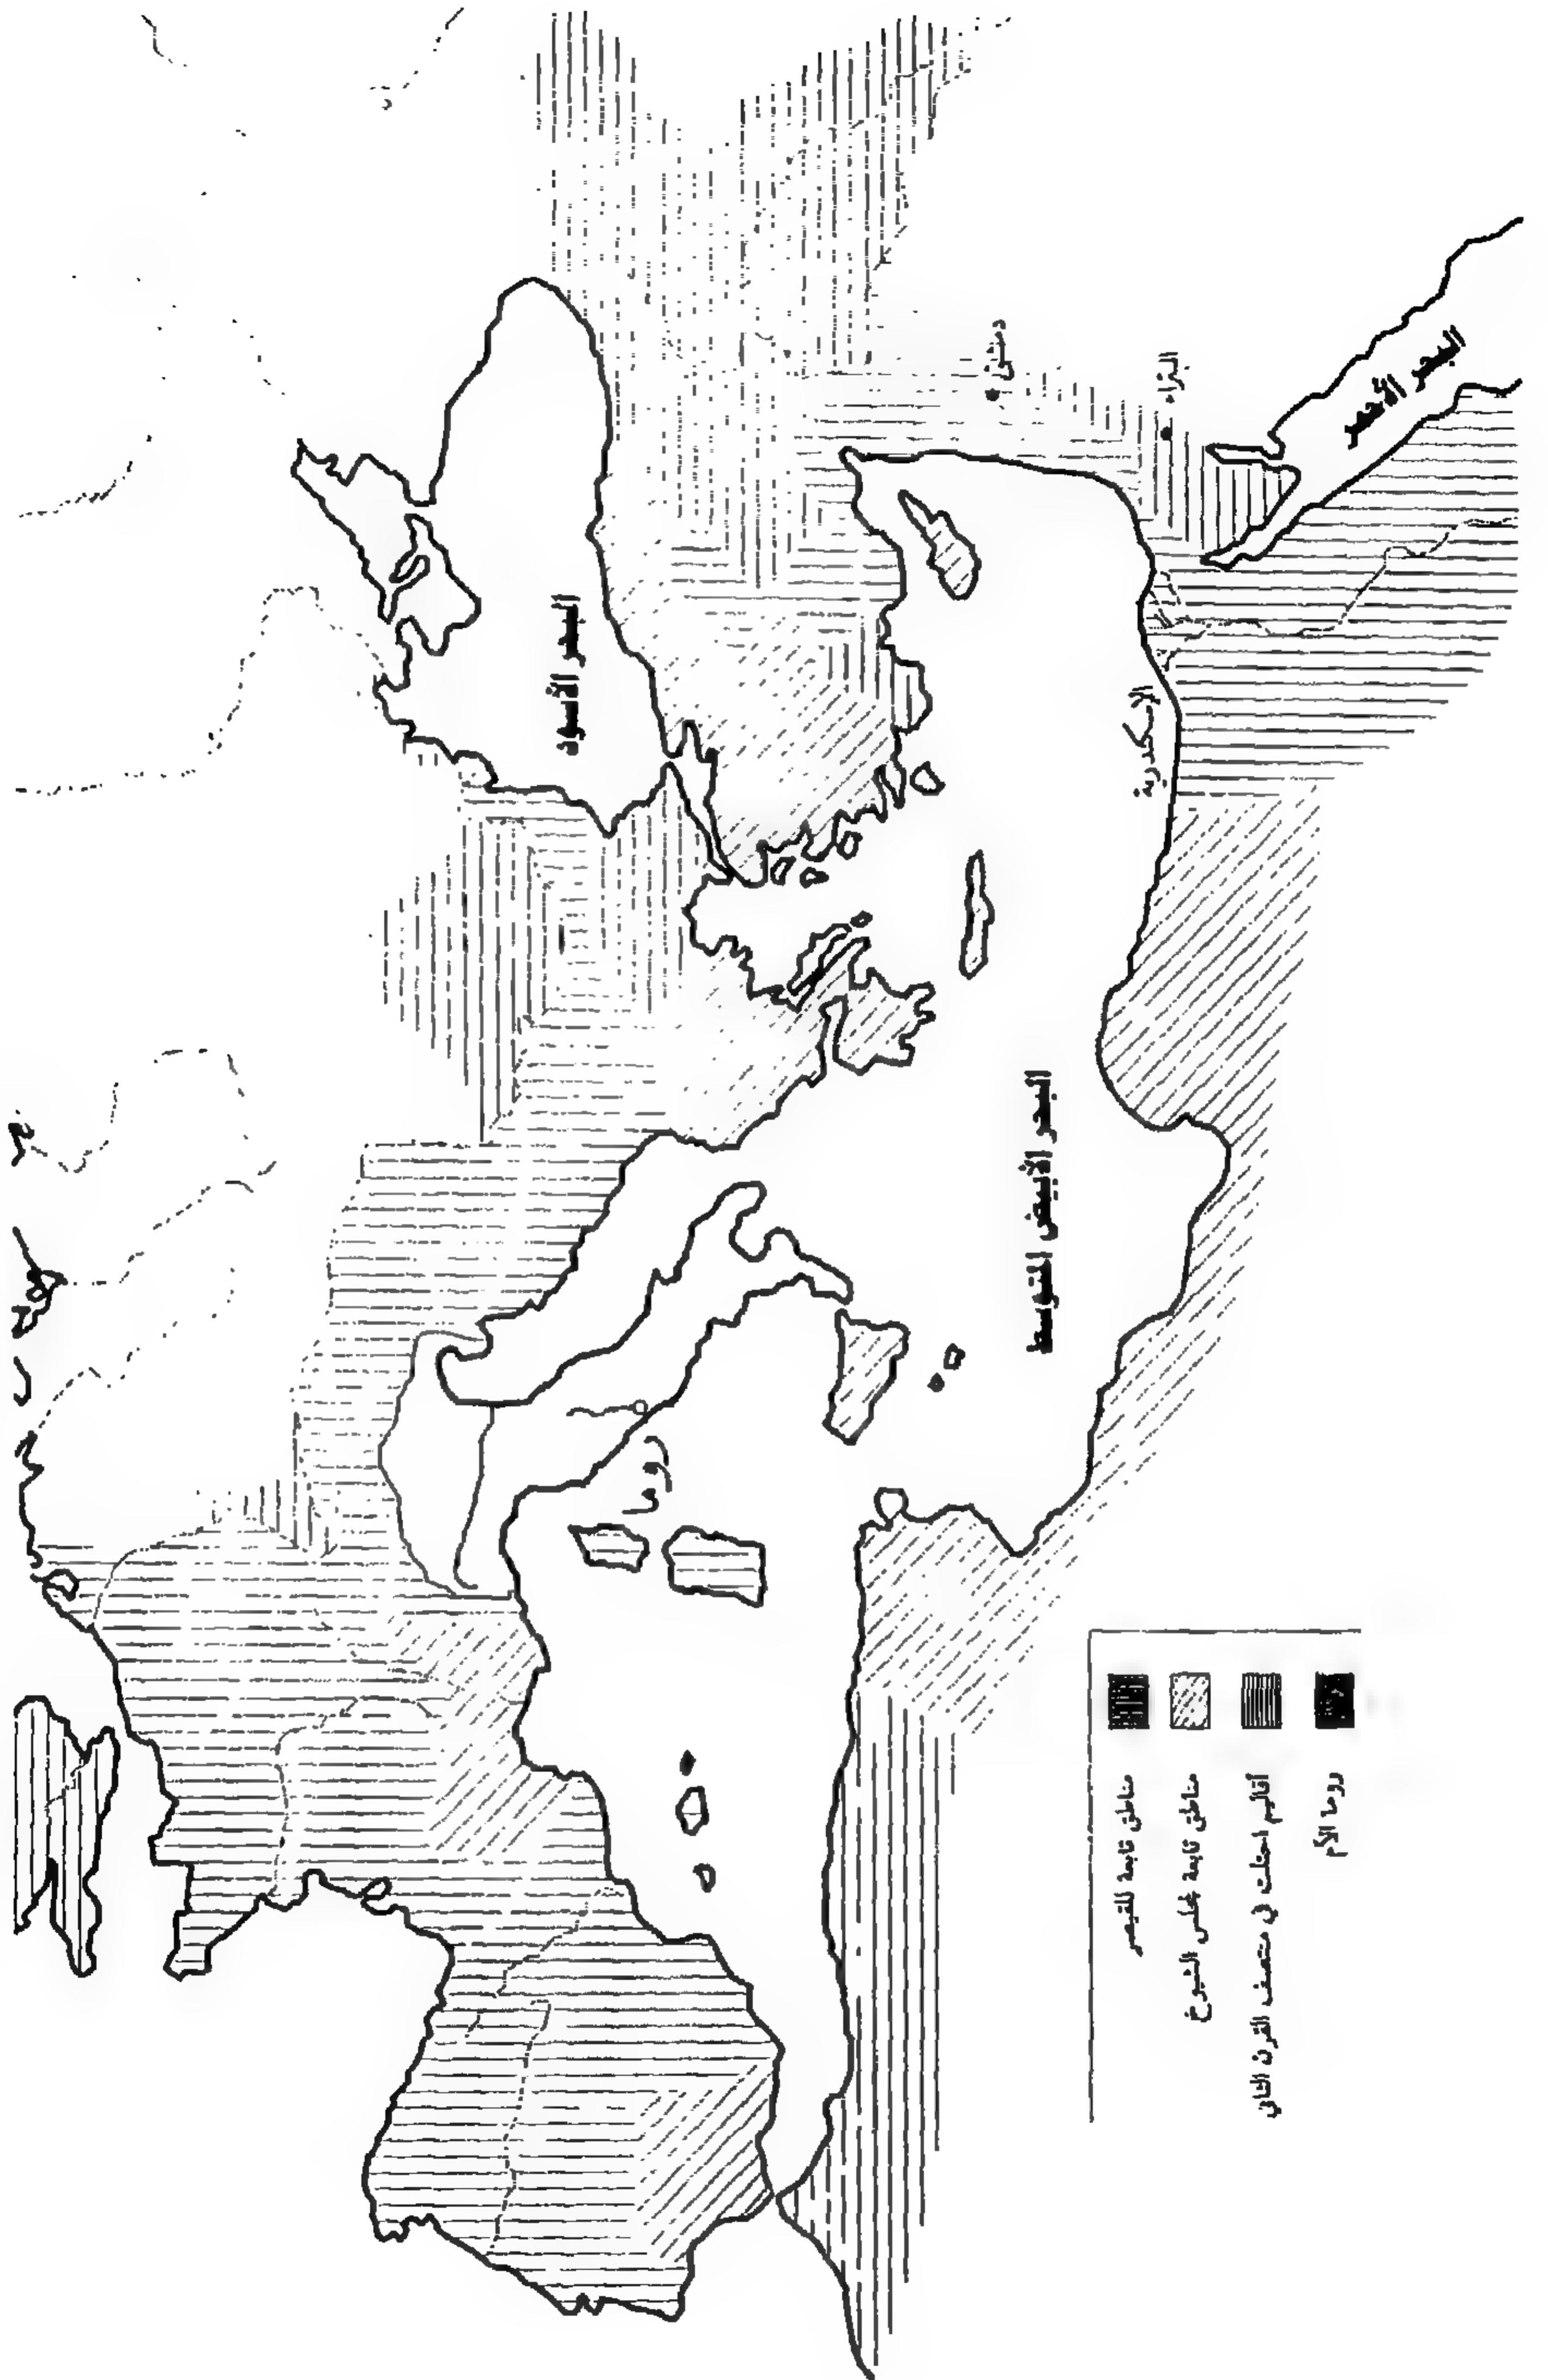 البحر الأسود
دمشق
البتراء
البحر الأحمر
الإسكندرية
البحر الأبيض المتوسط
روما
مناطق تابعة للقيصر
مناطق تابعة لمجلس الشيوخ
أقاليم احتلت في منتصف القرن الثاني
روما الأم